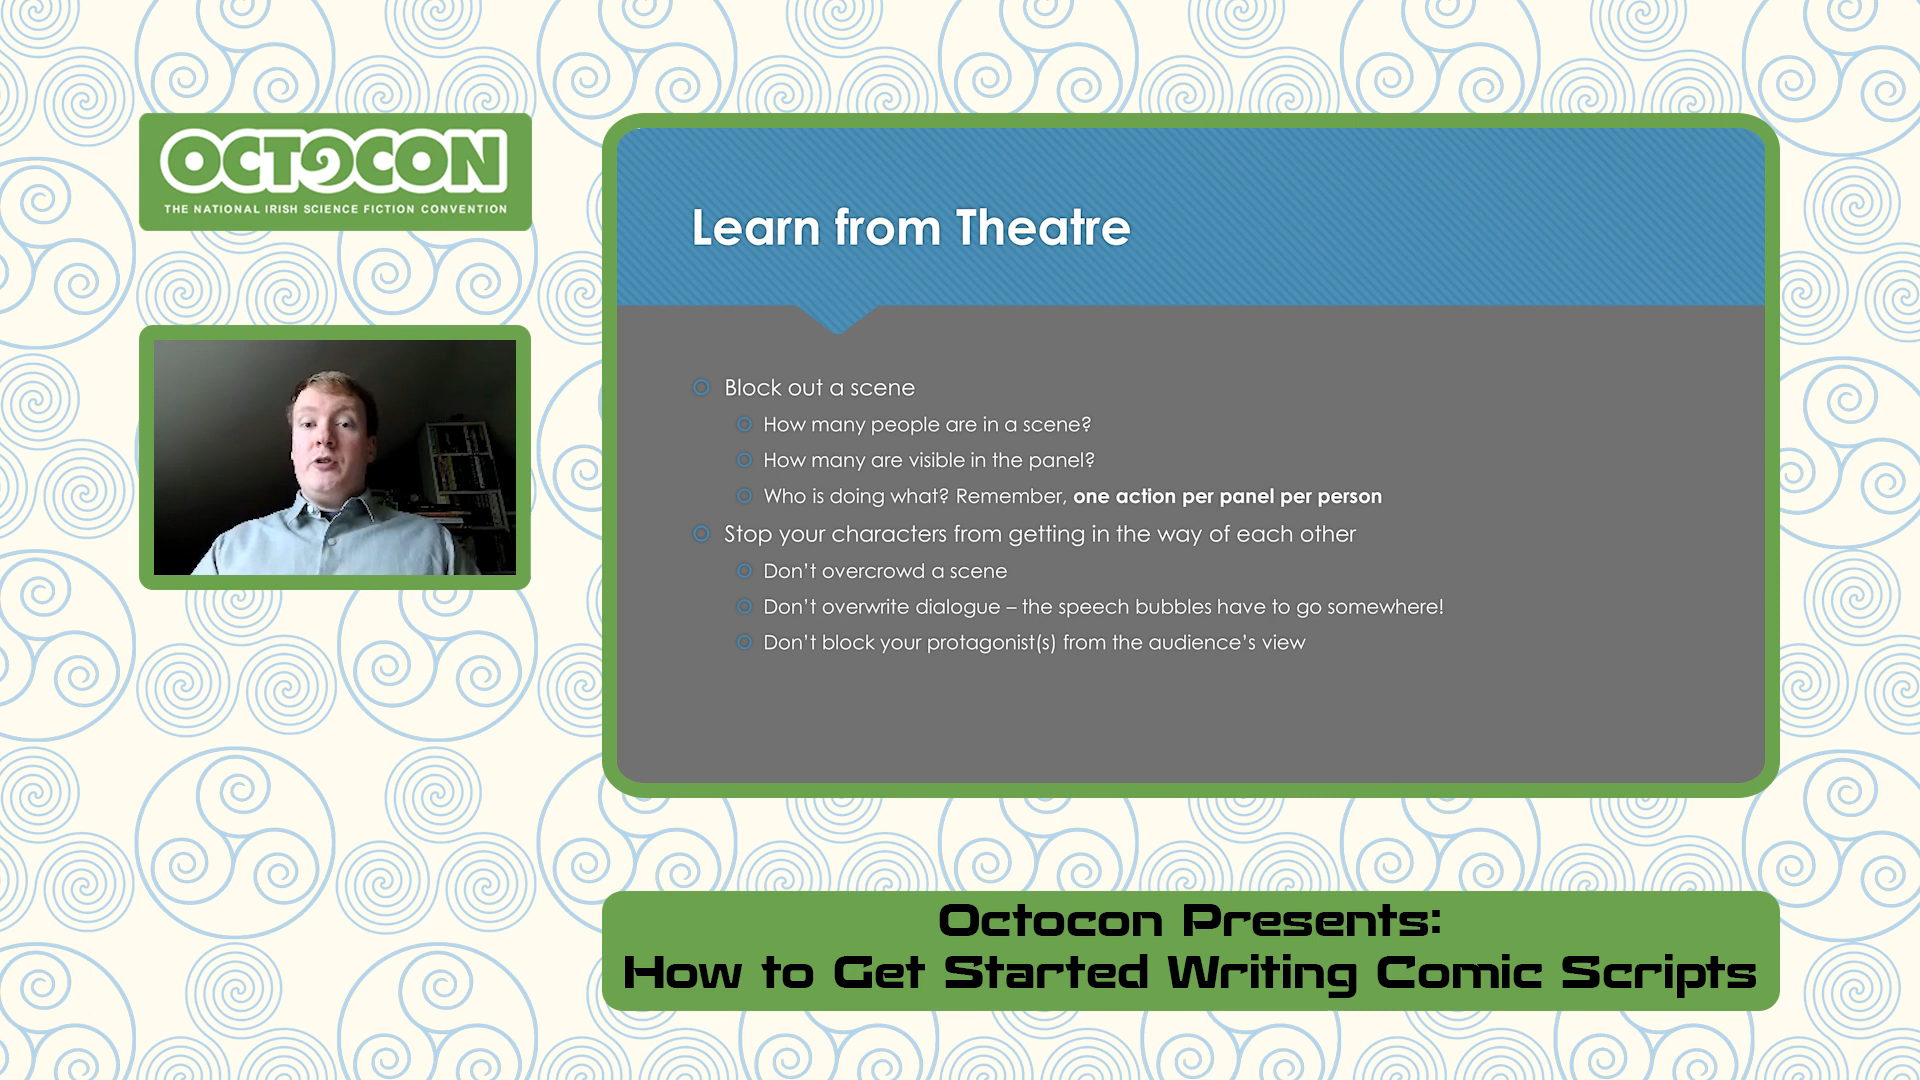 OCTOCON
THE NATIONAL IRISH SCIENCE FICTION CONVENTION
Learn from Theatre
Block out a scene
How many people are in a scene?
How many are visible in the panel?
Who is doing what? Remember, one action per panel per person
Stop your characters from getting in the way of each other
Don’t overcrowd a scene
Don’t overwrite dialogue – the speech bubbles have to go somewhere!
Don’t block your protagonist(s) from the audience’s view
Octocon Presents:
How to Get Started Writing Comic Scripts